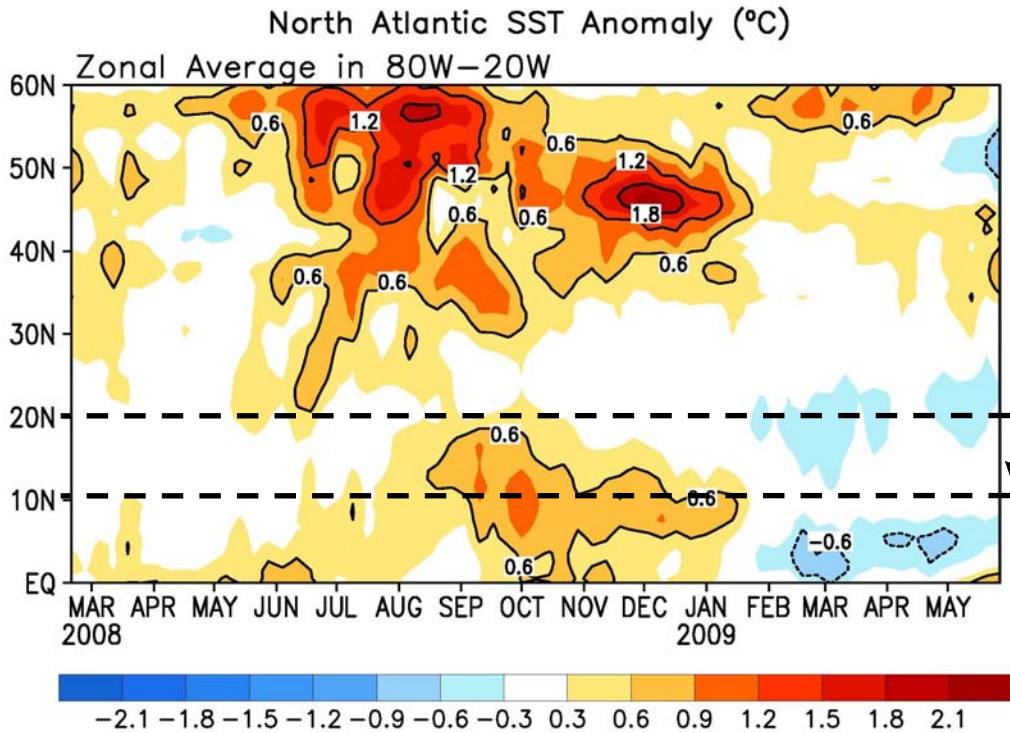 North Atlantic SST Anomaly (ºC)
Zonal Average in 80W−20W
60N
50N
40N
30N
20N
10N
EQ
0.6
1.2
0.6
0.6
1.2
1.2
0.6
0.6
1.8
0.6
0.6
0.6
0.6
0.6
0.6
−0.6
MAR APR MAY JUN JUL AUG SEP OCT NOV DEC JAN FEB MAR APR MAY
2008 2009
−2.1 −1.8 −1.5 −1.2 −0.9 −0.6 −0.3 0.3 0.6 0.9 1.2 1.5 1.8 2.1